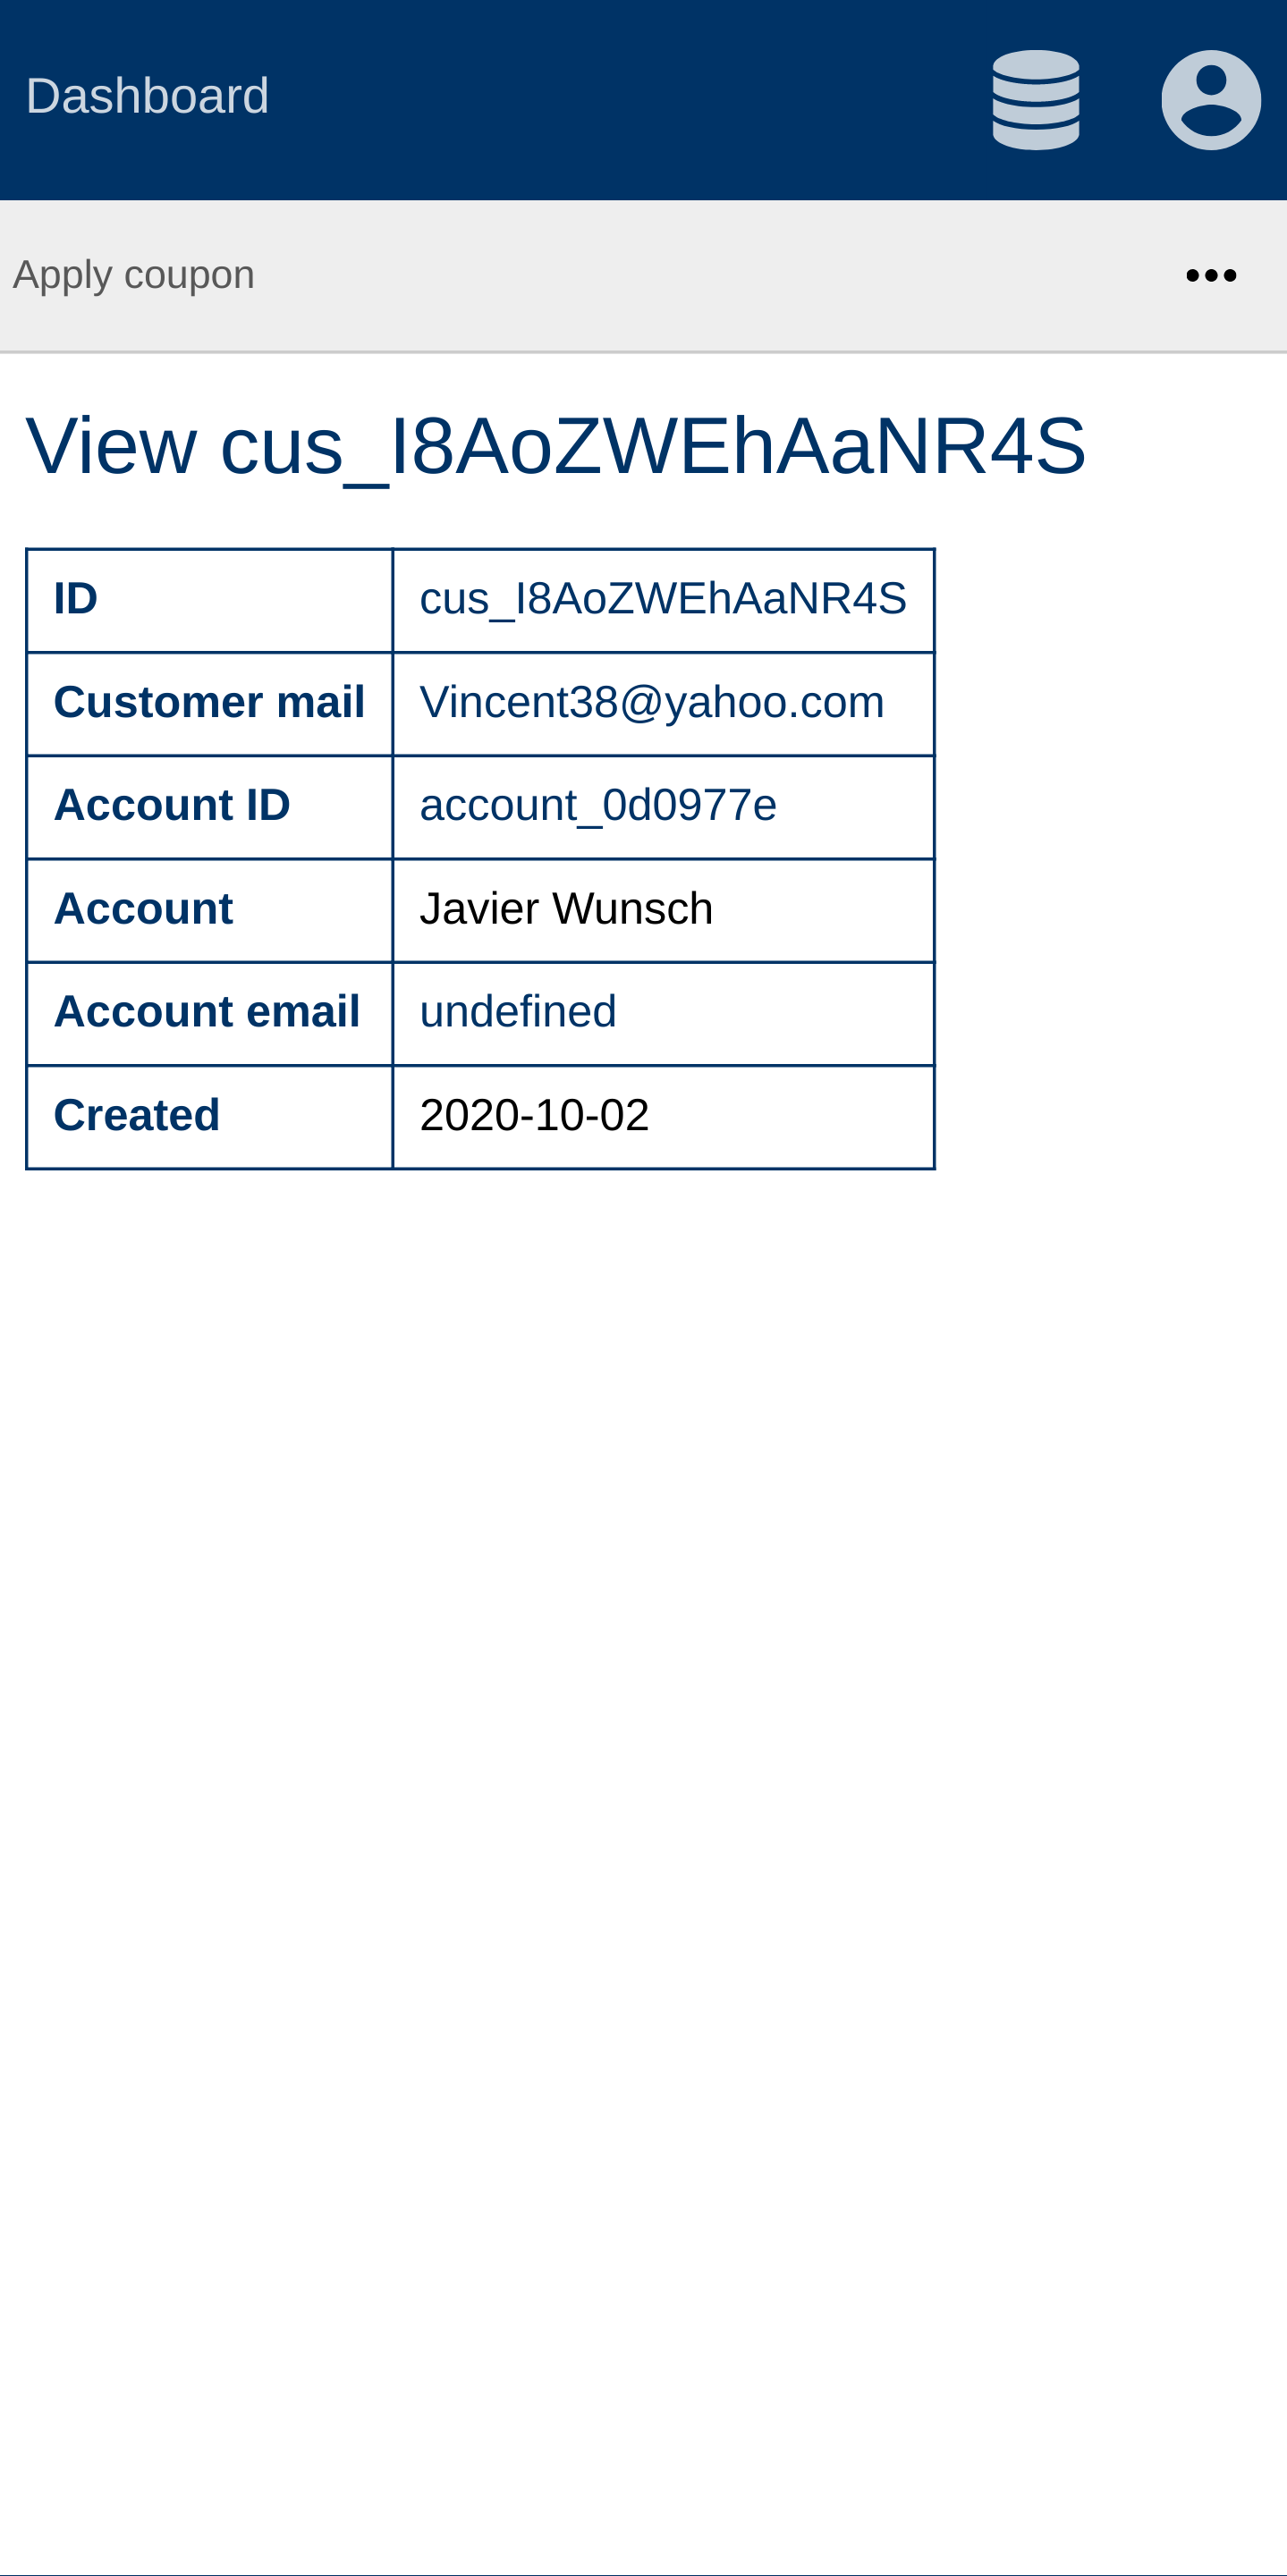 Dashboard
Apply coupon
View cus_I8AoZWEhAaNR4S
ID cus_I8AoZWEhAaNR4S
Customer mail Vincent38@yahoo.com
Account ID account_0d0977e
Account Javier Wunsch
Account email undefined
Created 2020-10-02